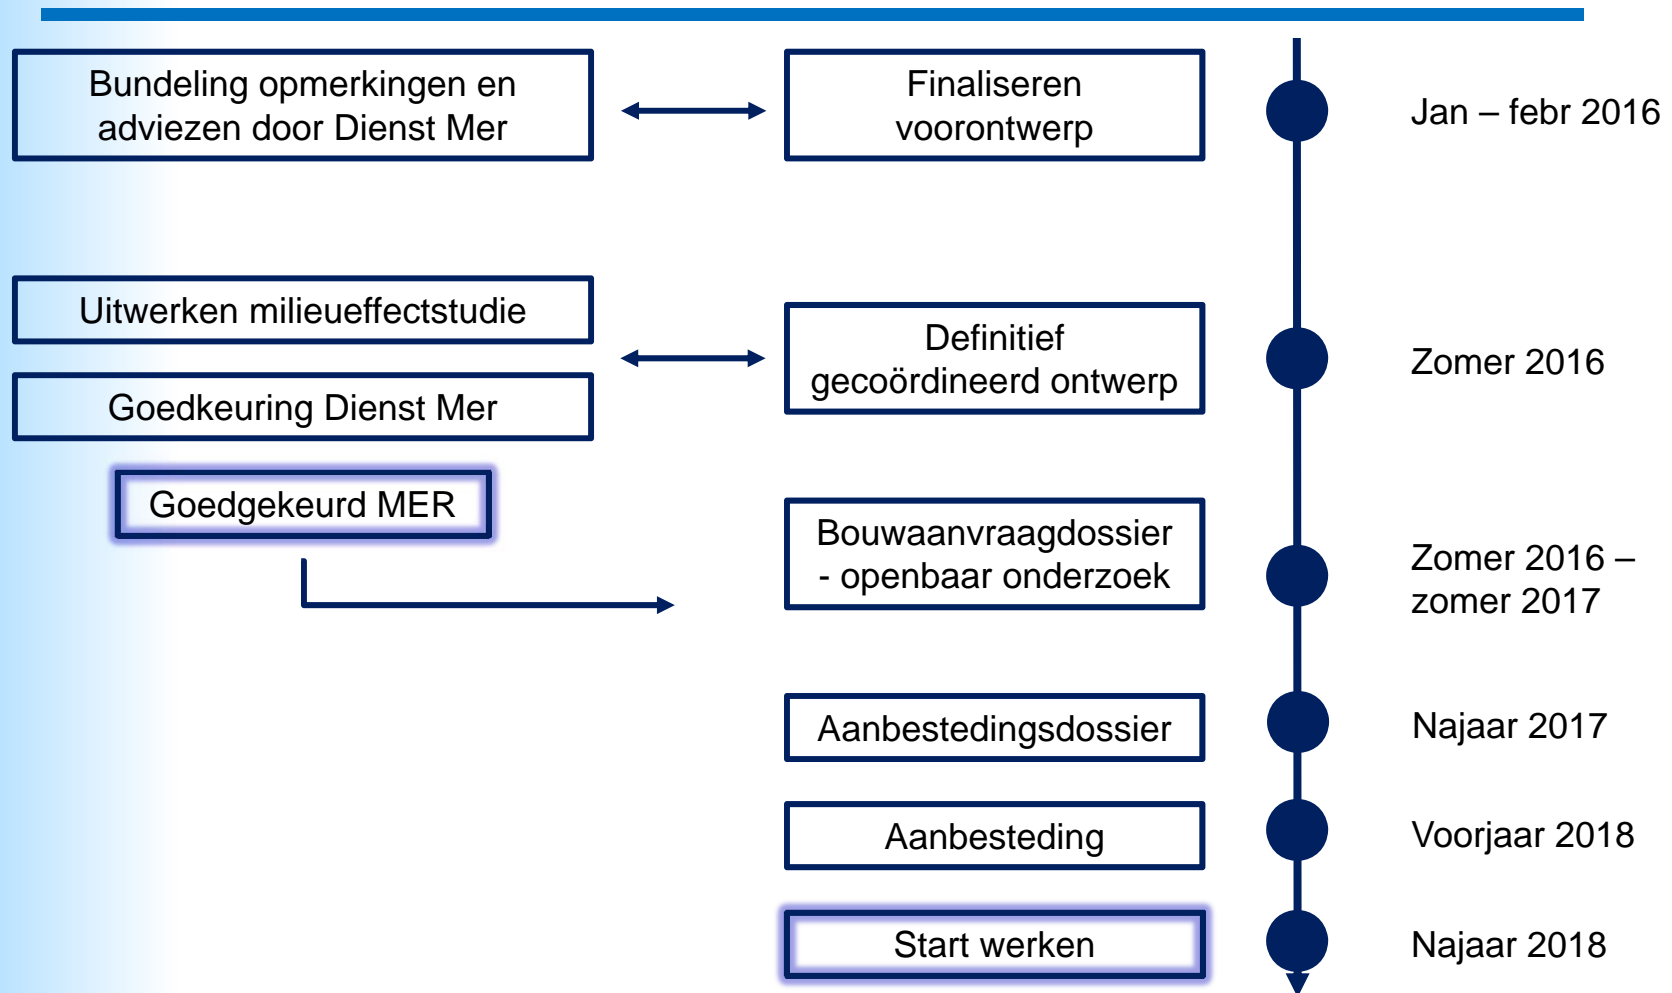 Bundeling opmerkingen en
adviezen door Dienst Mer
Finaliseren
voorontwerp
Jan – febr 2016
Uitwerken milieueffectstudie
Goedkeuring Dienst Mer
Definitief
gecoördineerd ontwerp
Zomer 2016
Goedgekeurd MER
Bouwaanvraagdossier
- openbaar onderzoek
Zomer 2016 –
zomer 2017
Aanbestedingsdossier
Najaar 2017
Aanbesteding
Voorjaar 2018
Start werken
Najaar 2018